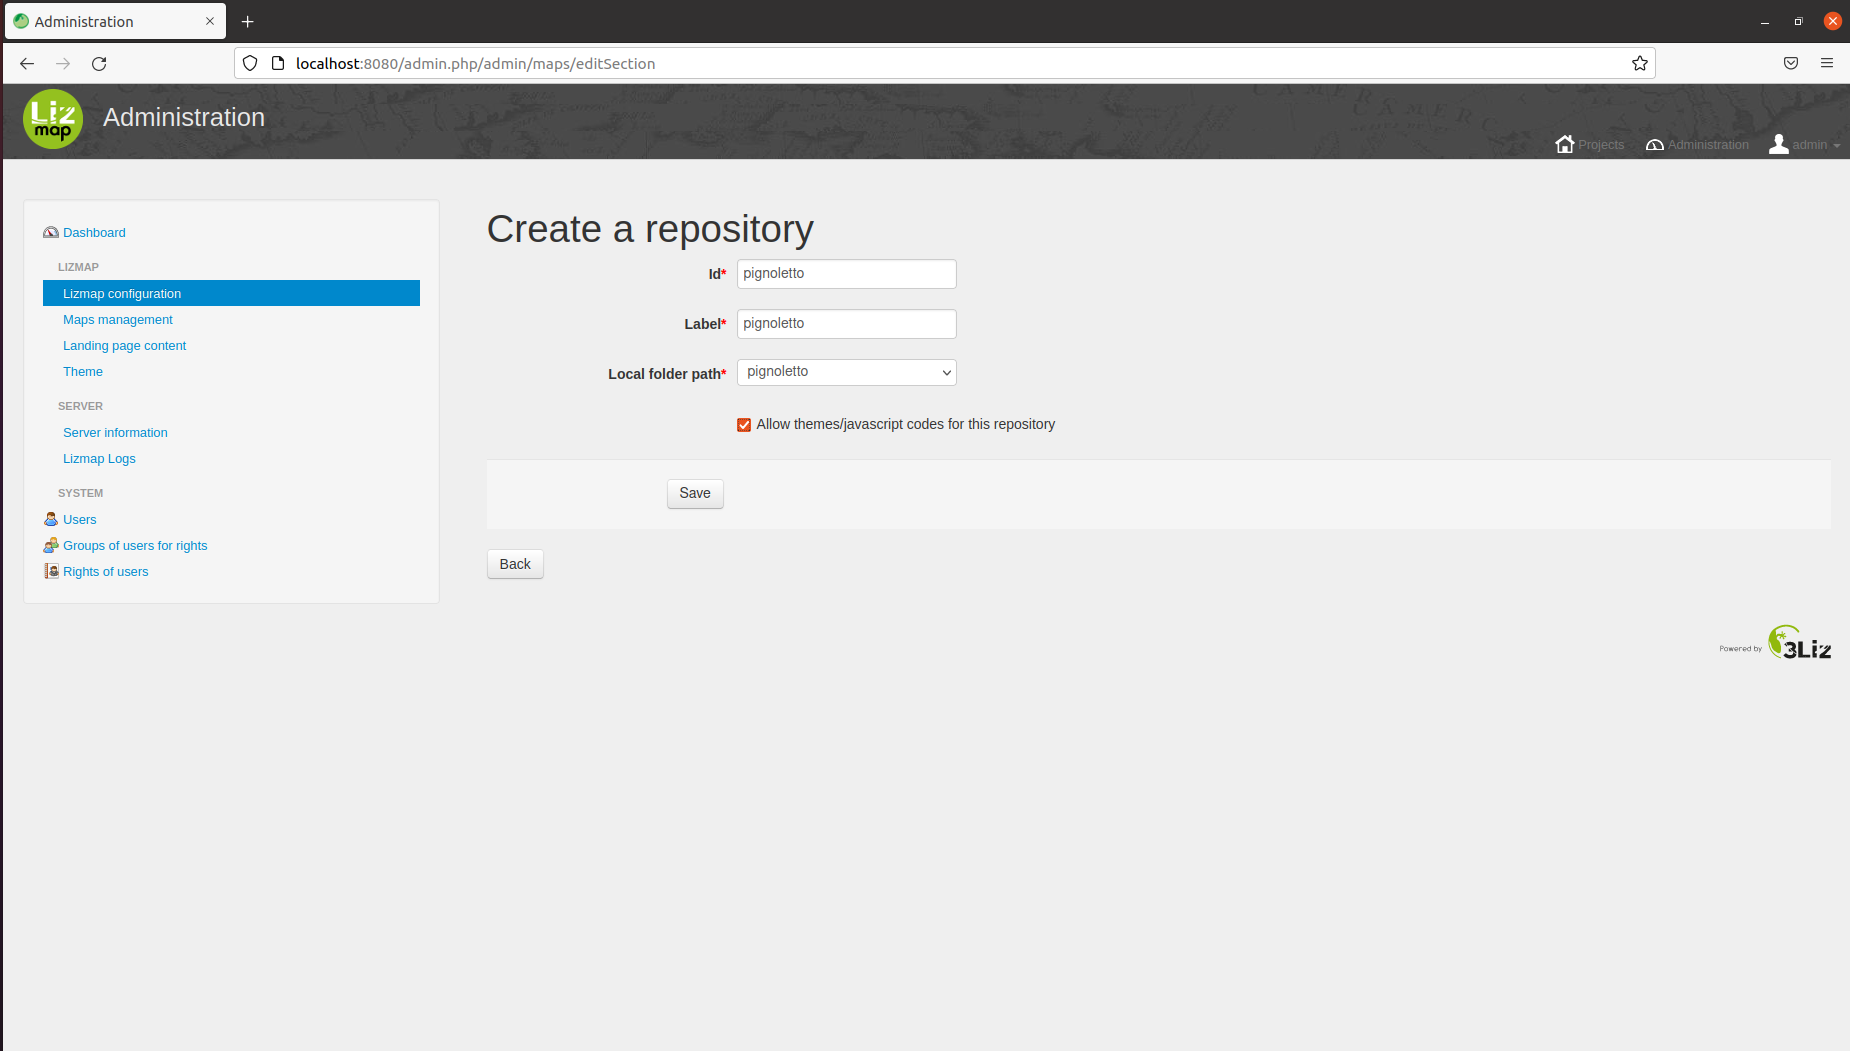 Administration
localhost:8080/admin.php/admin/maps/editSection
Liz
map
Administration
CAMERS
CAMERC
Projects
Administration
admin
Dashboard
LIZMAP
Lizmap configuration
Maps management
Landing page content
Theme
SERVER
Server information
Lizmap Logs
SYSTEM
Users
Groups of users for rights
Rights of users
Create a repository
Id*
pignoletto
Label*
pignoletto
Local folder path*
pignoletto
Allow themes/javascript codes for this repository
Save
Back
Powered by
3Liz